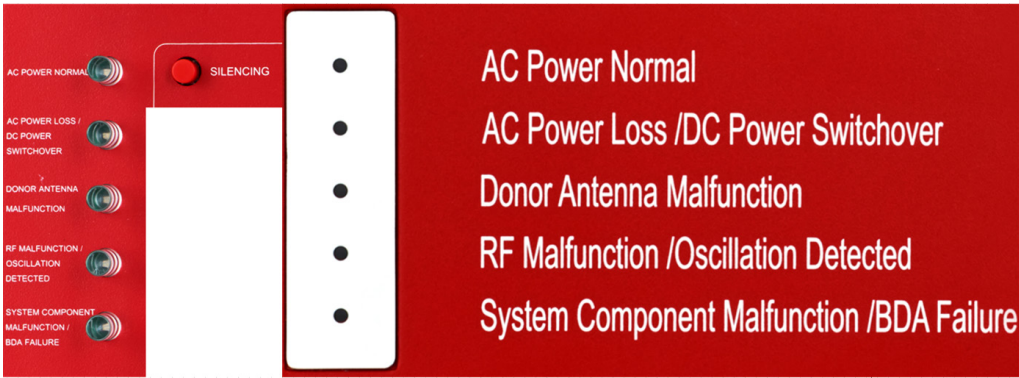 AC POWER NORMAL
SILENCING
AC POWER LOSS /
DC POWER
SWITCHOVER
DONOR ANTENNA
MALFUNCTION
RF MALFUNCTION /
OSCILLATION
DETECTED
SYSTEM COMPONENT
MALFUNCTION /
BDA FAILURE
AC Power Normal
AC Power Loss /DC Power Switchover
Donor Antenna Malfunction
RF Malfunction /Oscillation Detected
System Component Malfunction /BDA Failure